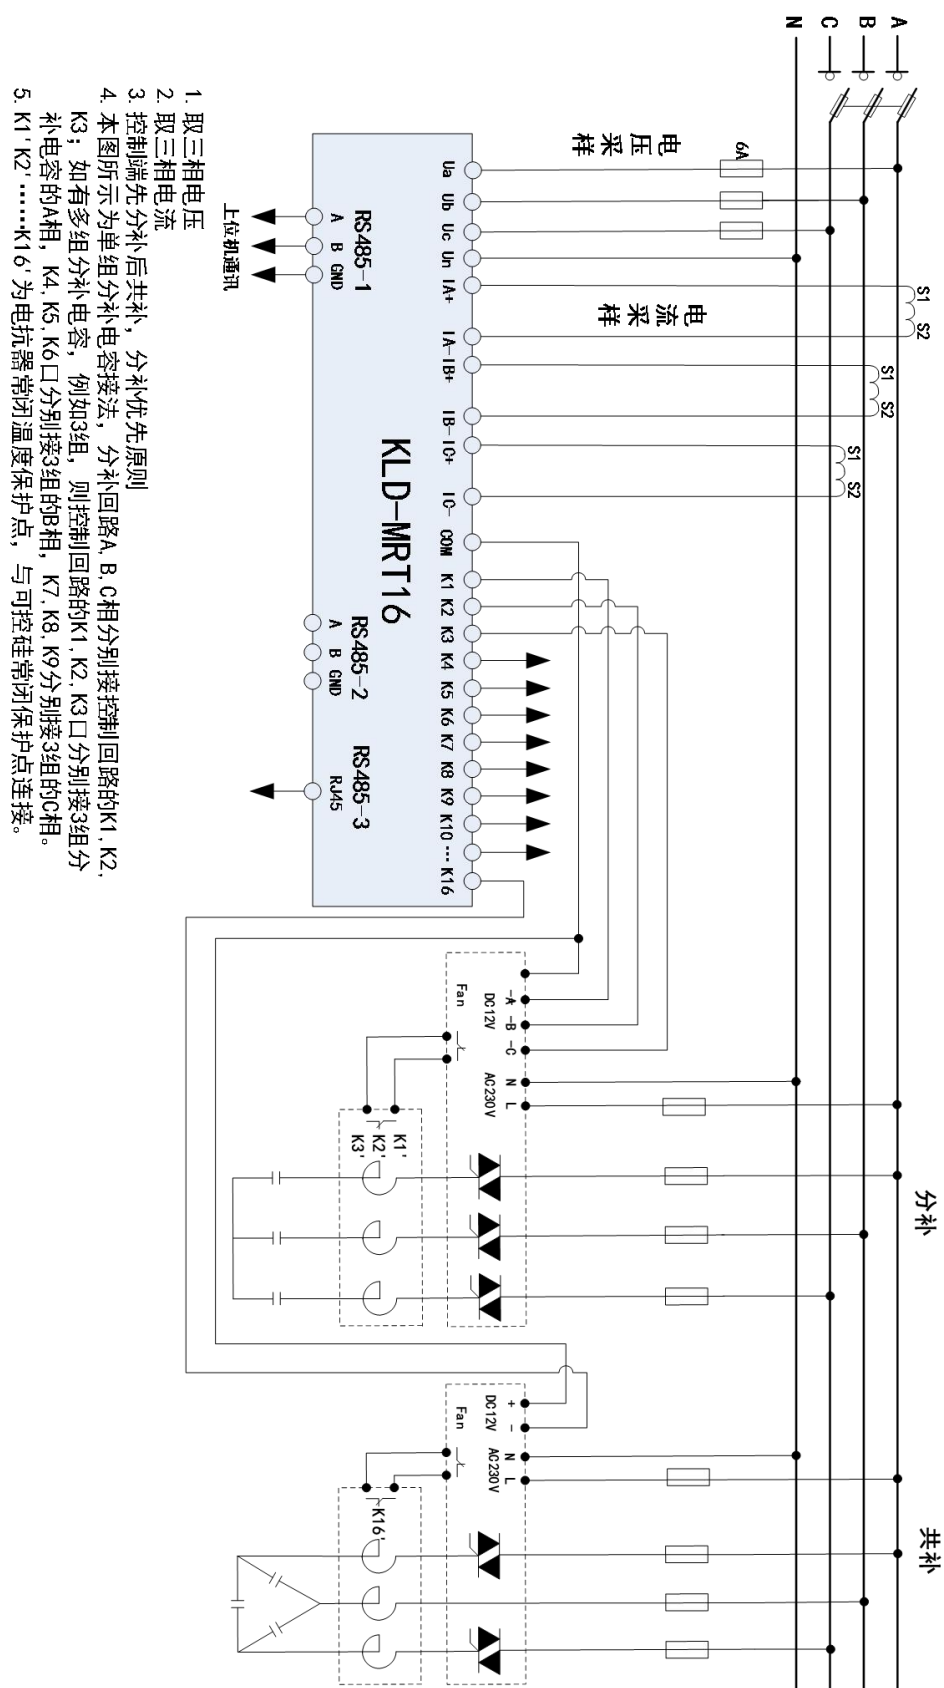 A
B
C
N
电压采样
6A
电流采样
S1
S2
S1
S2
S1
S2
Ua
Ub
Uc
Un
IA+
IA-
IB+
IB-
IC+
IC-
COM
K1
K2
K3
K4
K5
K6
K7
K8
K9
K10
···
K16
KLD-MRT16
RS485-1
A
B
GND
上位机通讯
RS485-2
A
B
GND
RS485-3
RJ45
分补
-A
-B
-C
N
L
DC12V
AC230V
Fan
K1'
K2'
K3'
共补
+
-
N
L
DC12V
AC230V
Fan
K16'
1. 取三相电压
2. 取三相电流
3. 控制端先分补后共补，分补优先原则
4. 本图所示为单组分补电容接法，分补回路A, B, C相分别接控制回路的K1, K2,
K3；如有多组分补电容，例如3组，则控制回路的K1, K2, K3口分别接3组分
补电容的A相，K4, K5, K6口分别接3组的B相，K7, K8, K9分别接3组的C相。
5. K1'K2'……K16'为电抗器常闭温度保护点，与可控硅常闭保护点连接。